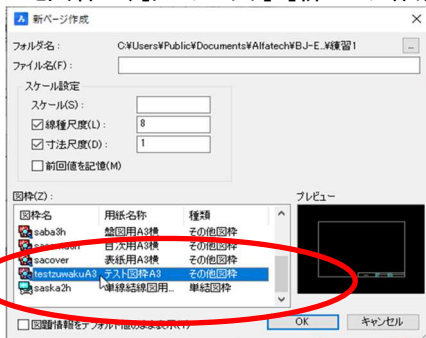 新ページ作成
フォルダ名： C:¥Users¥Public¥Documents¥Alfatech¥BJ-E..¥練習1 ...
ファイル名(F)：
スケール設定
スケール(S)：
線種尺度(L)： 8
寸法尺度(D)： 1
前回値を記憶(M)
図枠(Z)： プレビュー
図枠名 用紙名称 種類
saba3h 盤図用A3横 その他図枠
目次用A3横 その他図枠
sacover 表紙用A3横 その他図枠
testzuwakuA3 テスト図枠A3 その他図枠
saska2h 単線結線図用... 単結図枠
OK キャンセル